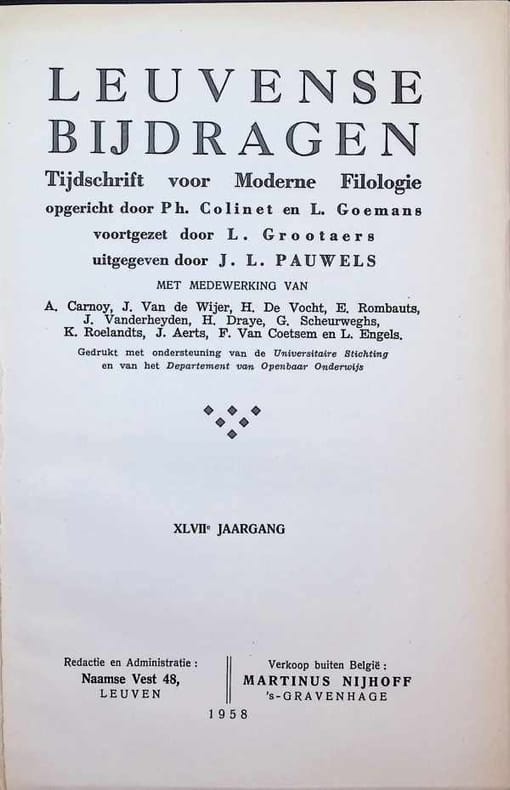 LEUVENSE
BIJDRAGEN
Tijdschrift voor Moderne Filologie
opgericht door Ph. Colinet en L. Goemans
voortgezet door L. Grootaers
uitgegeven door J. L. PAUWELS
MET MEDEWERKING VAN
A. Carnoy, J. Van de Wijer, H. De Vocht, E. Rombauts,
J. Vanderheyden, H. Draye, G. Scheurweghs,
K. Roelandts, J. Aerts, F. Van Coetsem en L. Engels.
Gedrukt met ondersteuning van de Universitaire Stichting
en van het Departement van Openbaar Onderwijs
XLVIIe JAARGANG
Redactie en Administratie :
Naamse Vest 48,
LEUVEN
Verkoop buiten België :
MARTINUS NIJHOFF
's-GRAVENHAGE
1958